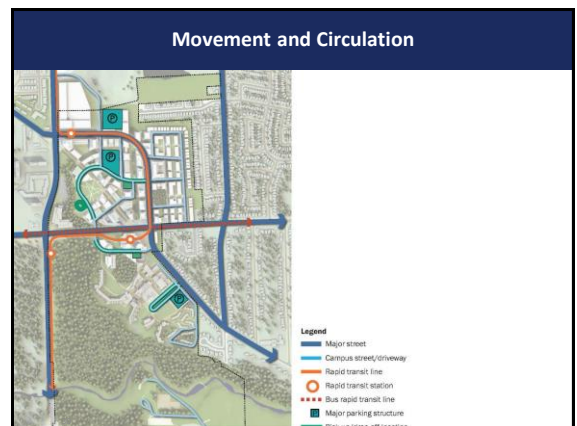 Movement and Circulation
P
P
P
Legend
Major street
Campus street/driveway
Rapid transit line
Rapid transit station
Bus rapid transit line
Major parking structure